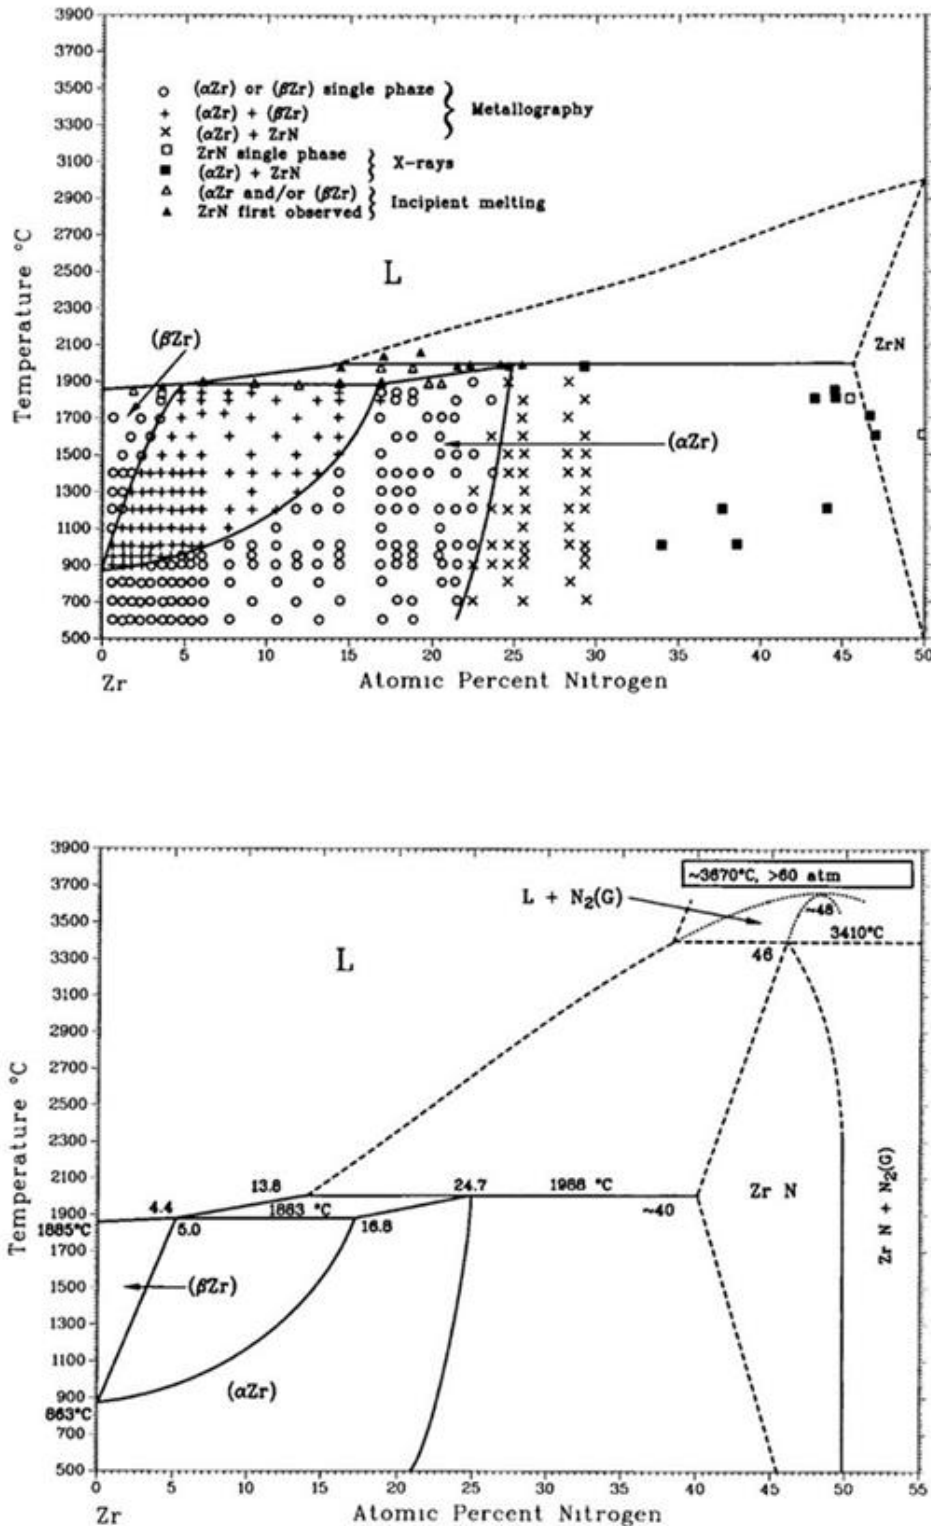 3900
3700
3500
3300
3100
2900
2700
2500
2300
2100
1900
1700
1500
1300
1100
900
700
500
Temperature °C
(αZr) or (βZr) single phaze
(αZr) + (βZr)
(αZr) + ZrN
Metallography
ZrN single phase
(αZr) + ZrN
X-rays
(αZr and/or (βZr)
ZrN first observed
Incipient melting
L
(βZr)
ZrN
(αZr)
0 5 10 15 20 25 30 35 40 45 50
Zr
Atomic Percent Nitrogen
3900
3700
3500
3300
3100
2900
2700
2500
2300
2100
1900
1700
1500
1300
1100
900
700
500
Temperature °C
~3670°C, >60 atm
L + N₂(G)
~48
3410°C
46
L
13.8
24.7
1988 °C
Zr N
4.4
1883 °C
~40
1885°C
5.0
16.8
(βZr)
Zr N + N₂(G)
(αZr)
863°C
0 5 10 15 20 25 30 35 40 45 50 55
Zr
Atomic Percent Nitrogen